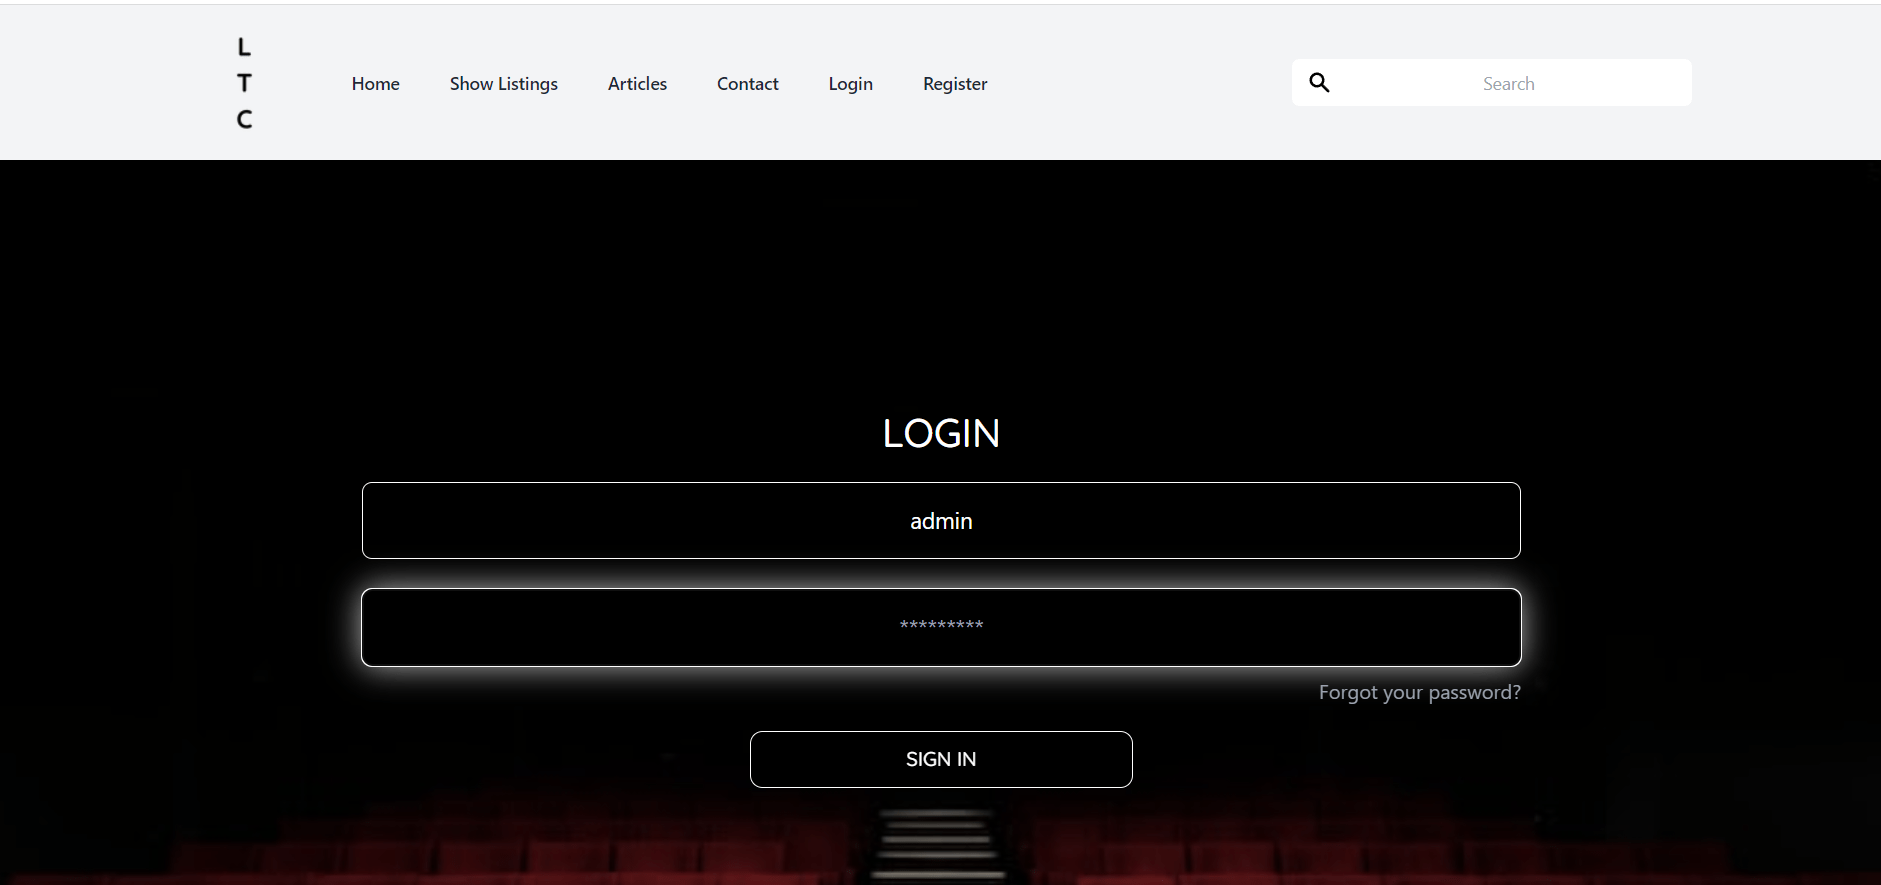 L
T
C
Home Show Listings Articles Contact Login Register Search
LOGIN
admin
*********
Forgot your password?
SIGN IN